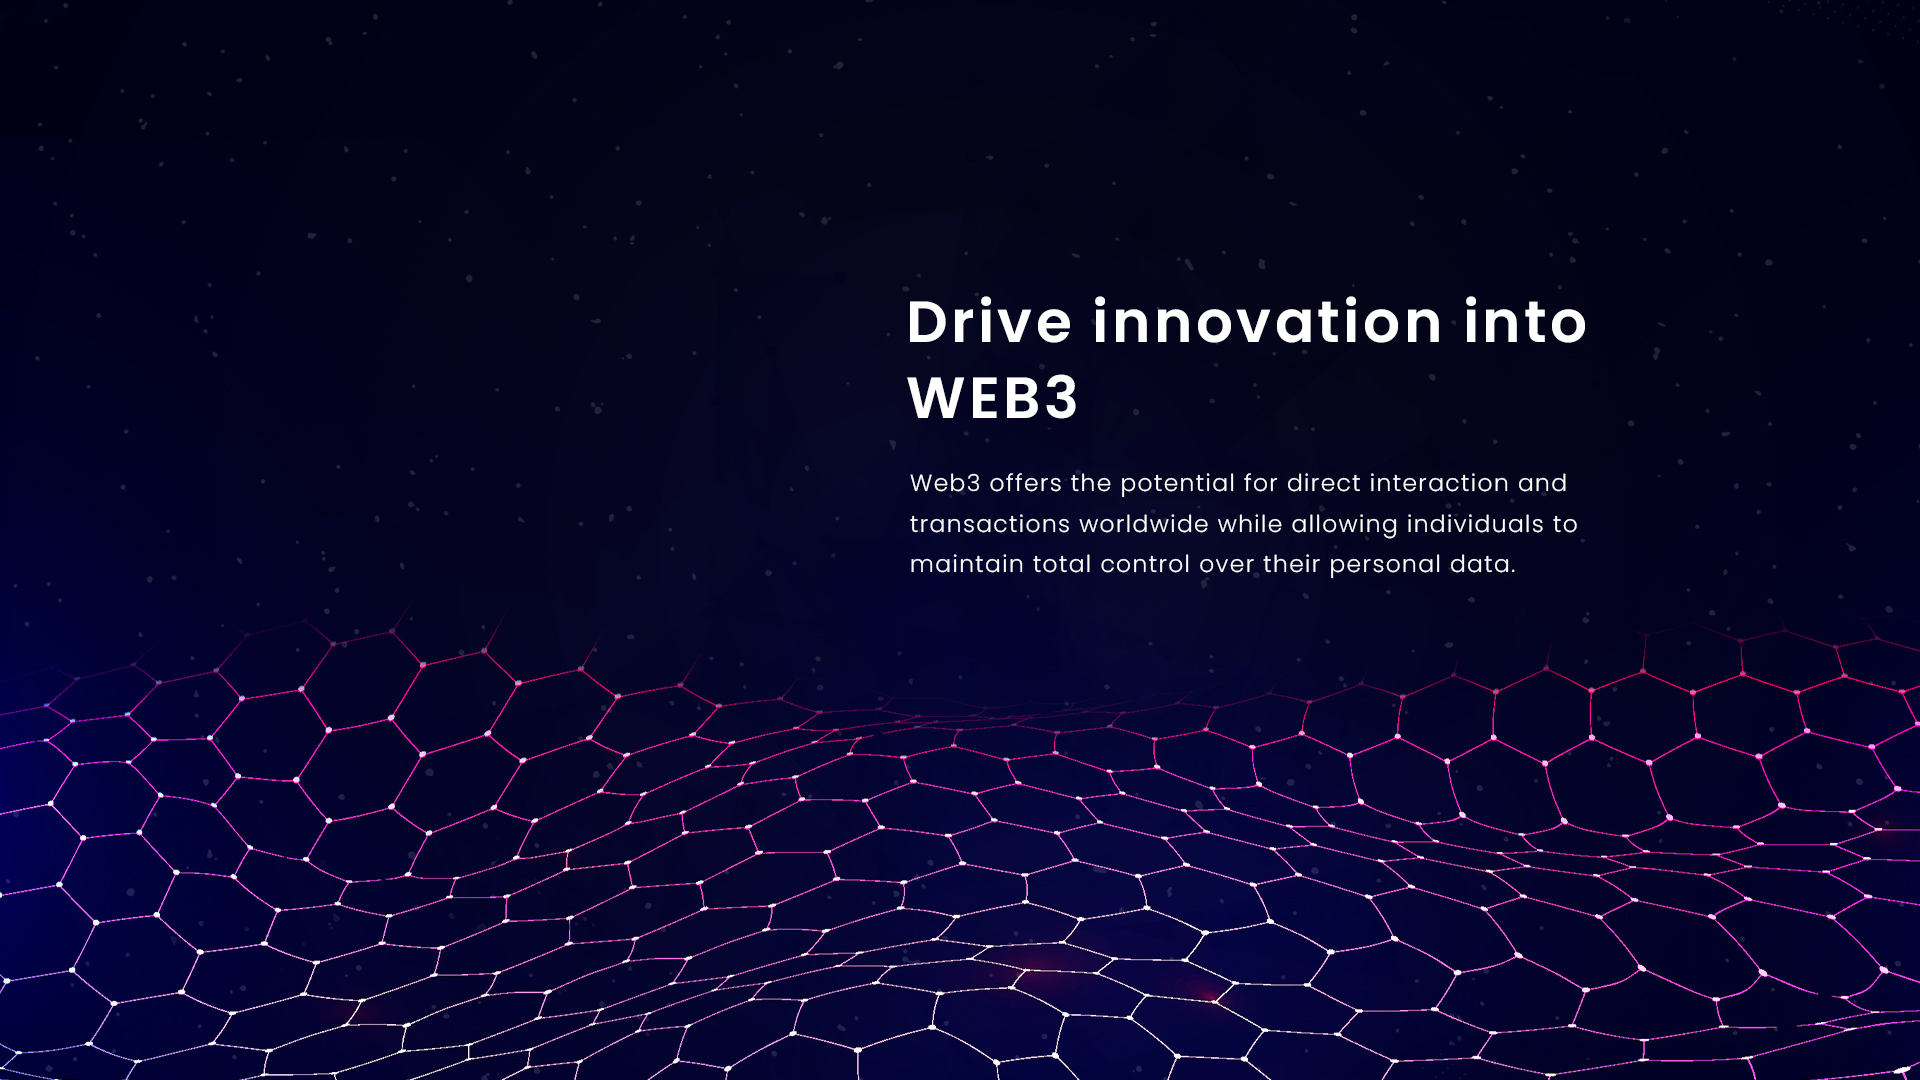 Drive innovation into
WEB3
Web3 offers the potential for direct interaction and
transactions worldwide while allowing individuals to
maintain total control over their personal data.